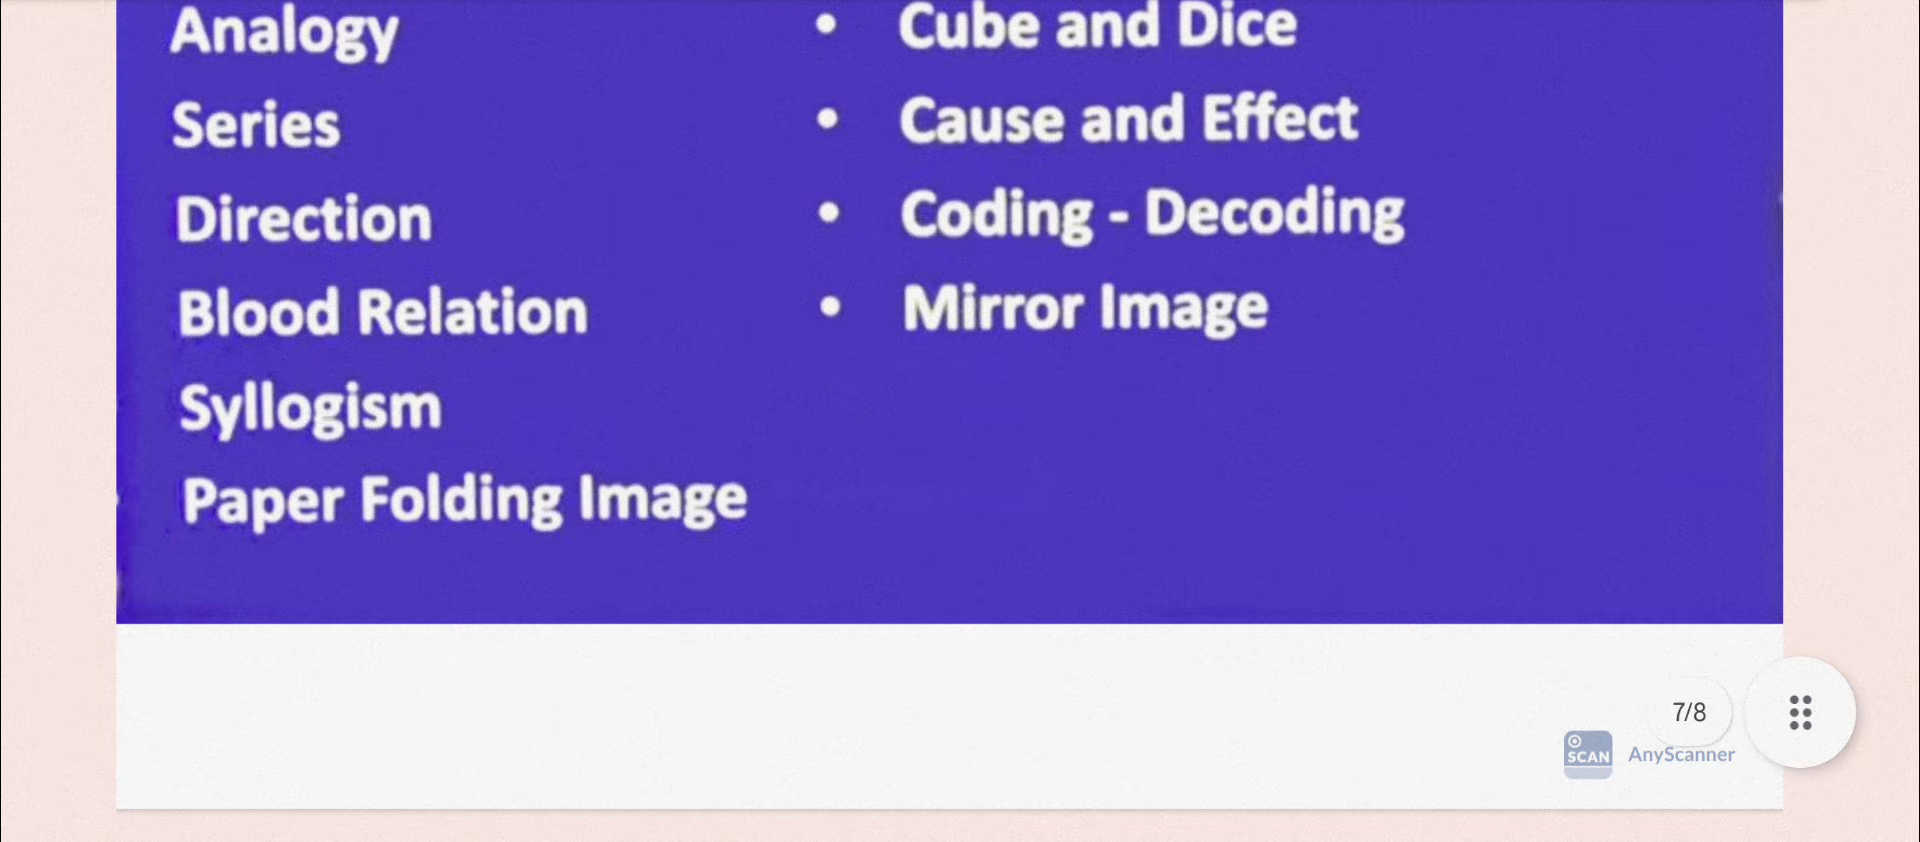 Analogy
Series
Direction
Blood Relation
Syllogism
Paper Folding Image
• Cube and Dice
• Cause and Effect
• Coding - Decoding
• Mirror Image
7/8
SCAN AnyScanner